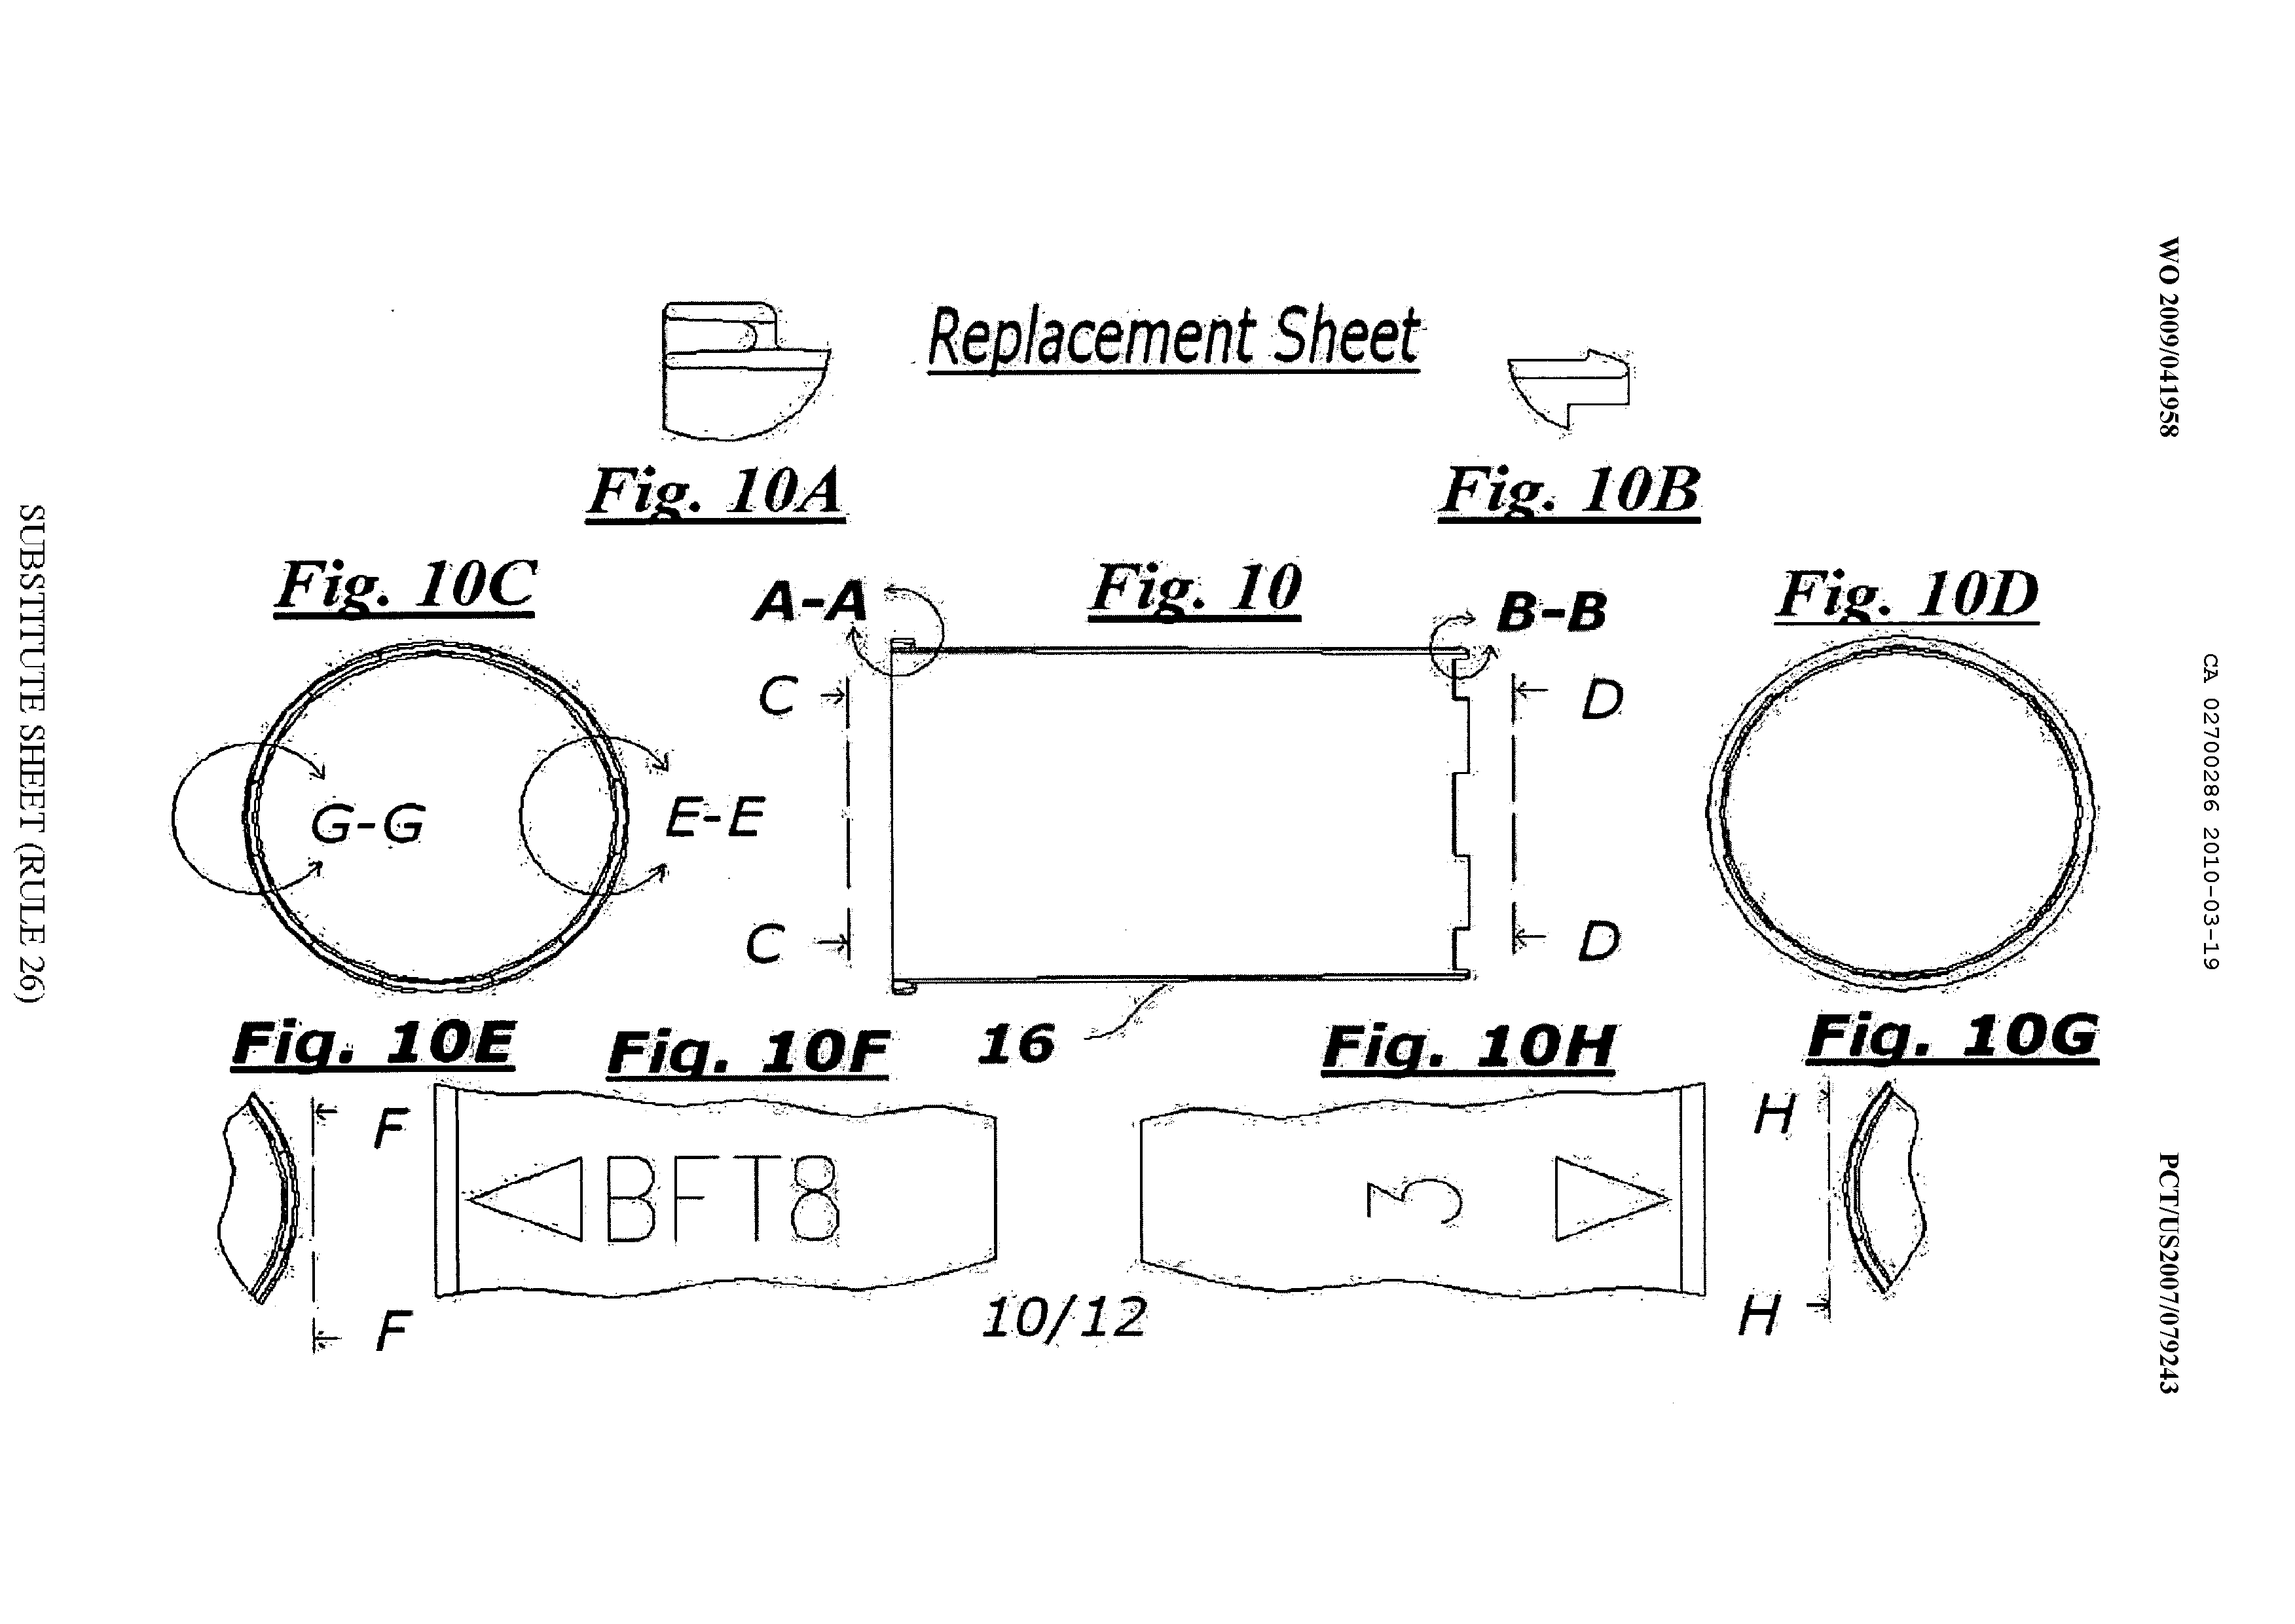 Replacement Sheet
WO 2009/041958
Fig. 10A
Fig. 10B
SUBSTITUTE SHEET (RULE 26)
Fig. 10C
A-A
Fig. 10
B-B
Fig. 10D
CA 02700286 2010-03-19
C
D
G-G
E-E
C
D
Fig. 10E
Fig. 10F
16
Fig. 10H
Fig. 10G
F
H
BFT8
3
PCT/US2007/079243
F
10/12
H